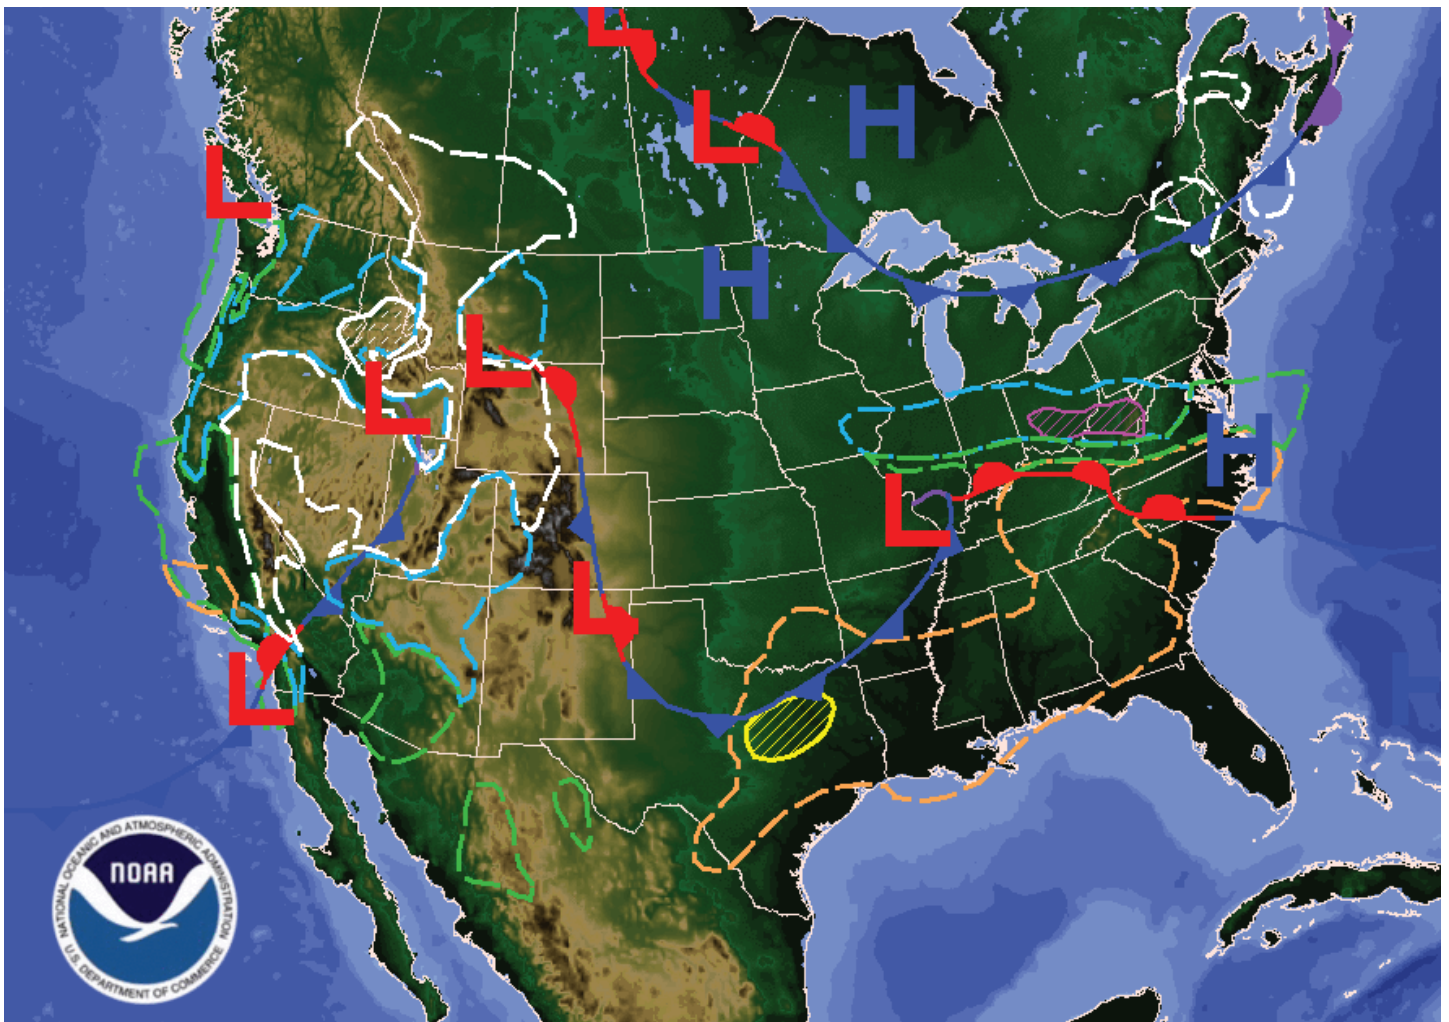 L
L
H
L
H
L
L
H
L
L
L
H
NATIONAL OCEANIC AND ATMOSPHERIC ADMINISTRATION
NOAA
U.S. DEPARTMENT OF COMMERCE